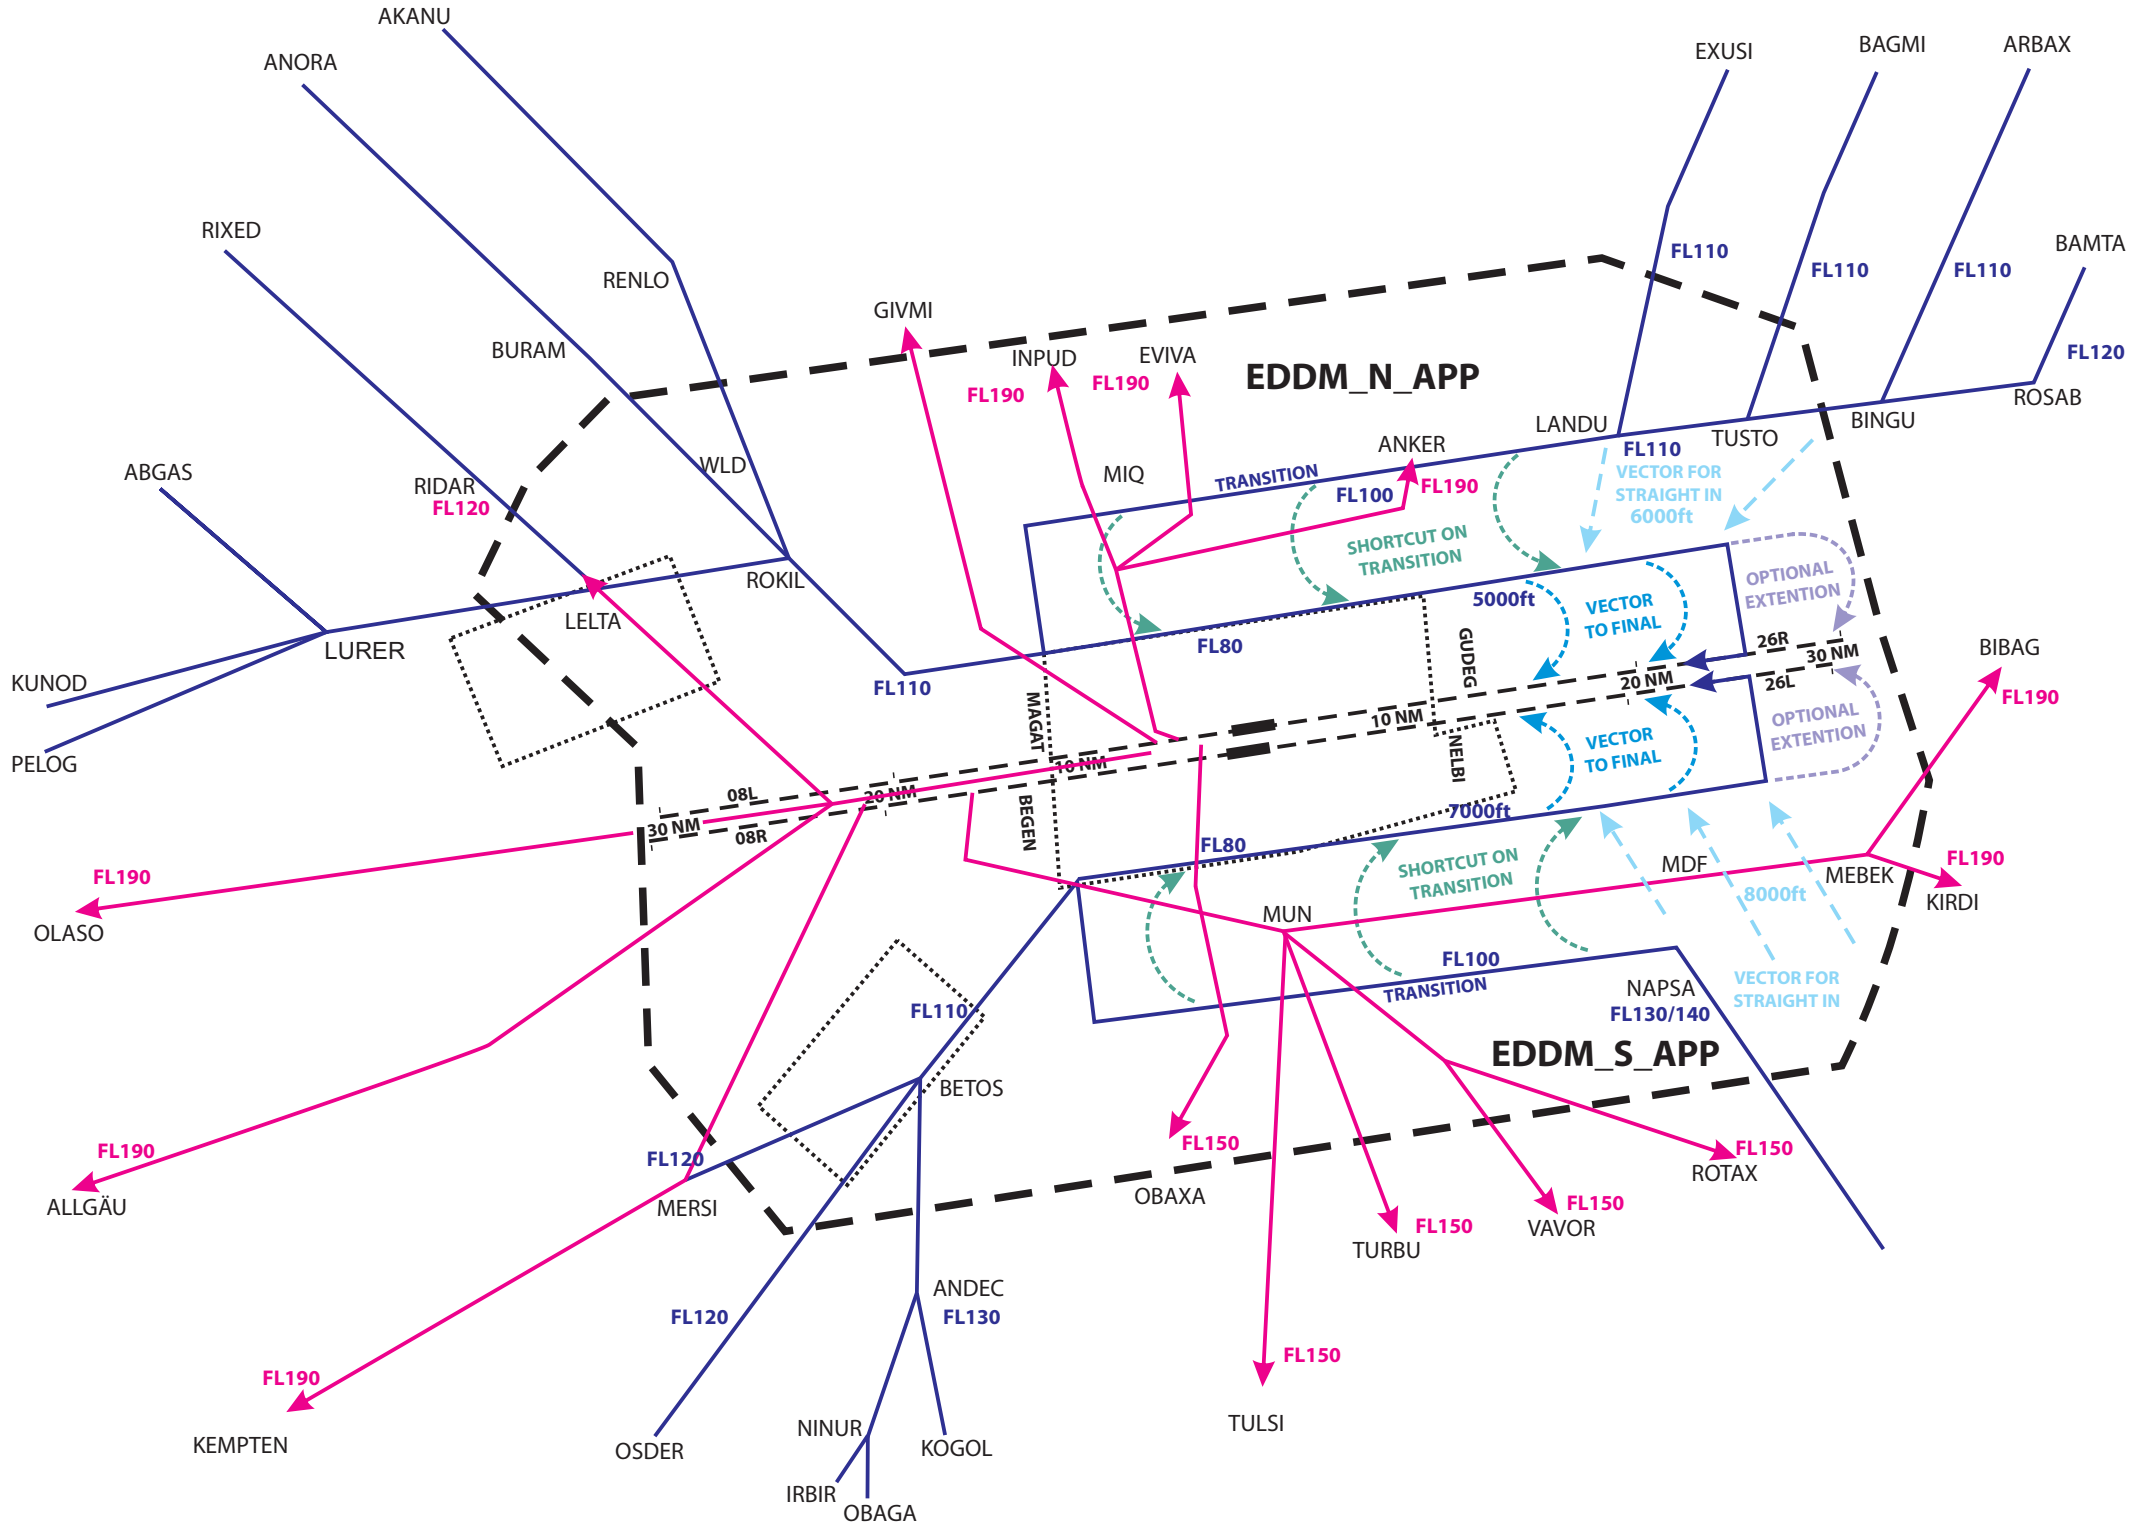 AKANU
ANORA
EXUSI
BAGMI
ARBAX
RIXED
BAMTA
FL110
FL110
FL110
RENLO
GIVMI
BURAM
INPUD
EVIVA
FL190
FL190
EDDM_N_APP
FL120
ROSAB
LANDU
TUSTO
BINGU
ANKER
FL110
WLD
MIQ
ABGAS
RIDAR
FL120
TRANSITION
FL100
FL190
VECTOR FOR
STRAIGHT IN
6000ft
SHORTCUT ON
TRANSITION
ROKIL
LELTA
LURER
5000ft
VECTOR
TO FINAL
OPTIONAL
EXTENTION
FL80
GUDEG
26R
30 NM
26L
20 NM
BIBAG
FL190
KUNOD
PELOG
FL110
MAGAT
10 NM
10 NM
NELBI
VECTOR
TO FINAL
OPTIONAL
EXTENTION
08L
20 NM
30 NM
08R
BEGEN
7000ft
FL80
SHORTCUT ON
TRANSITION
MDF
8000ft
MEBEK
FL190
KIRDI
FL190
OLASO
MUN
FL100
TRANSITION
NAPSA
FL130/140
VECTOR FOR
STRAIGHT IN
FL110
EDDM_S_APP
BETOS
FL190
ALLGÄU
FL120
MERSI
FL150
OBAXA
FL150
ROTAX
FL150
VAVOR
FL150
TURBU
ANDEC
FL130
FL120
FL150
FL190
KEMPTEN
TULSI
OSDER
NINUR
KOGOL
IRBIR
OBAGA